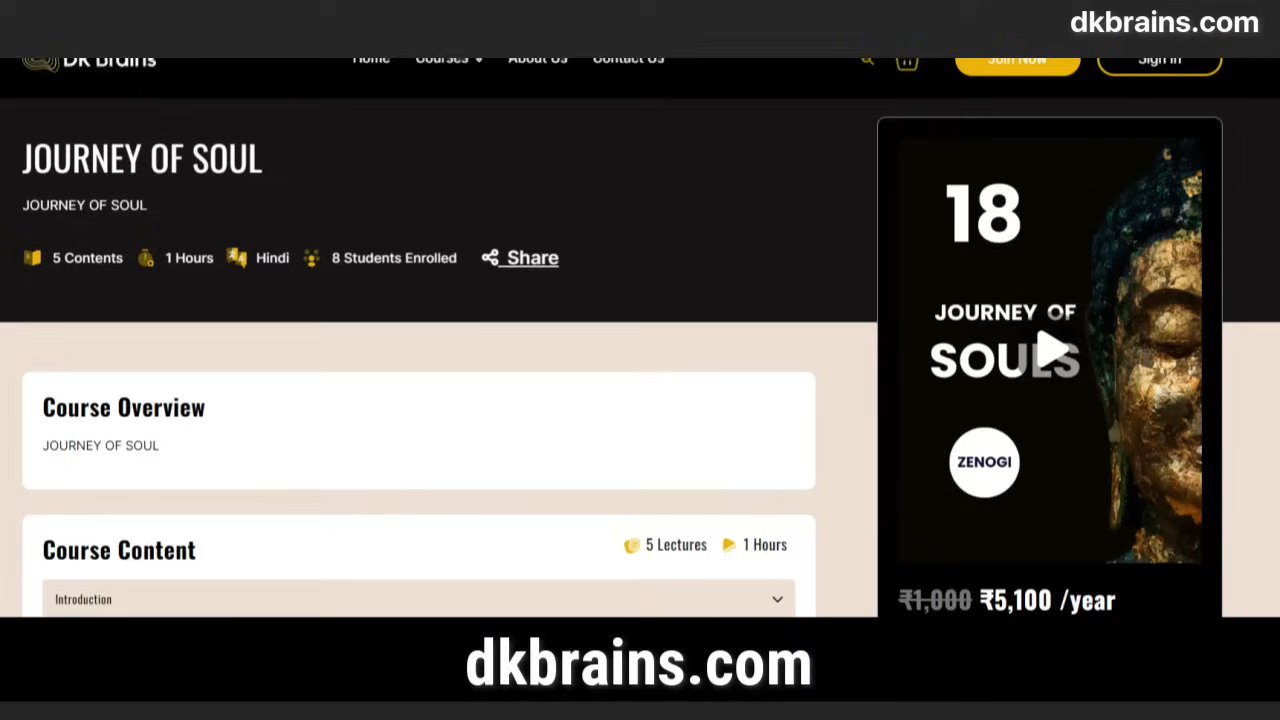 dkbrains.com
DK Brains Home Courses About Us Contact Us Join Now Sign In
JOURNEY OF SOUL
JOURNEY OF SOUL
5 Contents 1 Hours Hindi 8 Students Enrolled Share
18
JOURNEY OF
SOULS
ZENOGI
₹1,000 ₹5,100 /year
Course Overview
JOURNEY OF SOUL
Course Content 5 Lectures 1 Hours
Introduction
dkbrains.com